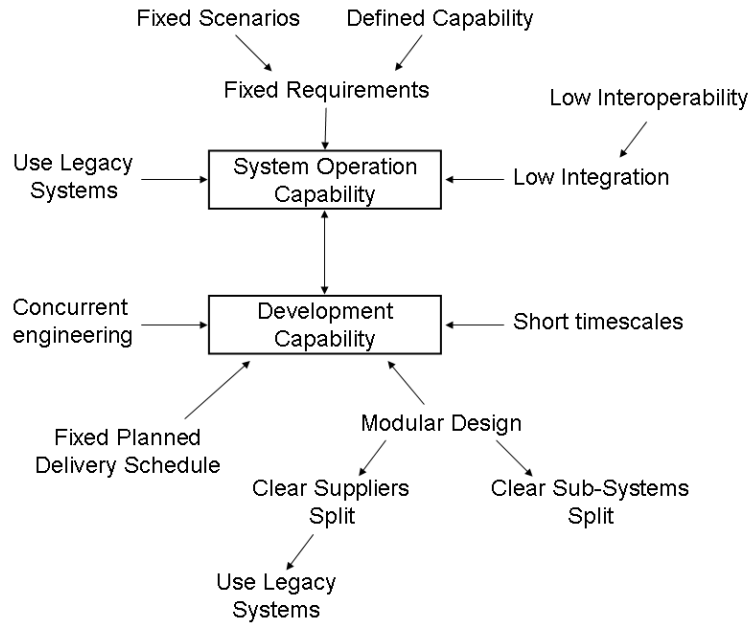 Fixed Scenarios
Defined Capability
Fixed Requirements
Low Interoperability
Use Legacy
Systems
System Operation
Capability
Low Integration
Concurrent
engineering
Development
Capability
Short timescales
Fixed Planned
Delivery Schedule
Modular Design
Clear Suppliers
Split
Clear Sub-Systems
Split
Use Legacy
Systems